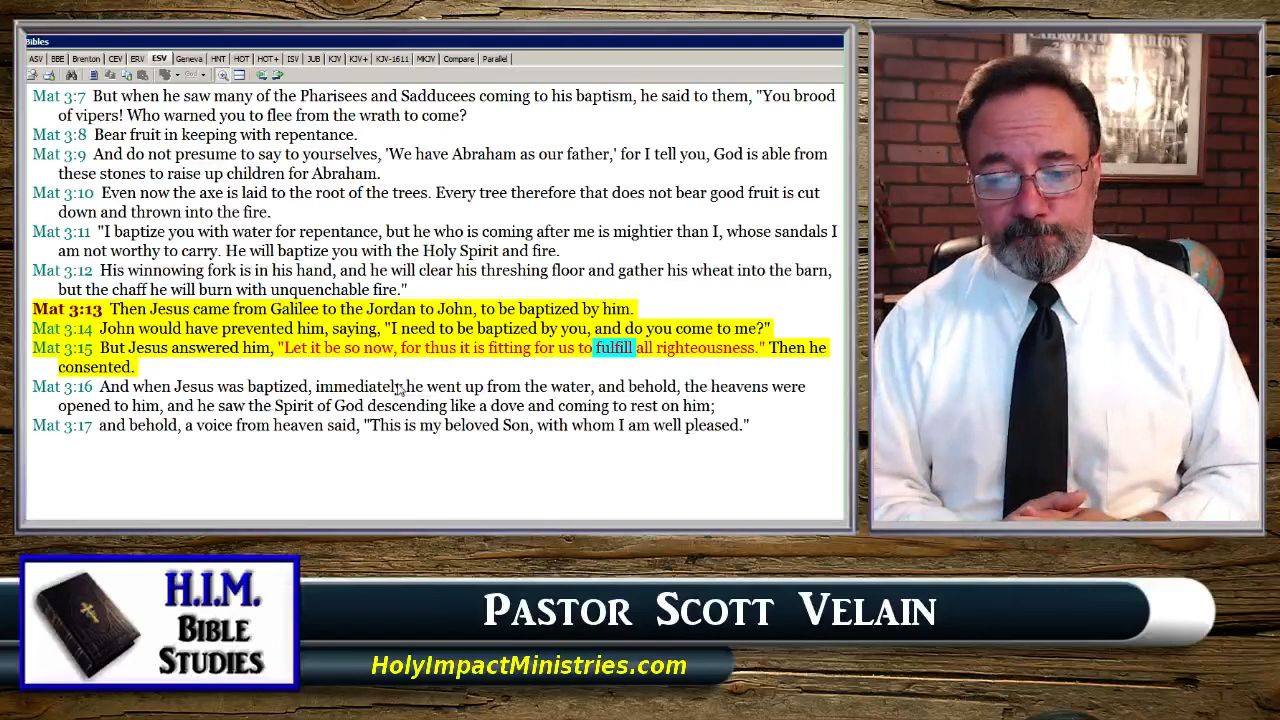 Bibles
ASV BBE Brenton CEV ERV ESV Geneva HNT HOT HOT+ ISV JUB KJV KJV+ KJV-1611 MKJV Compare Parallel
Mat 3:7 But when he saw many of the Pharisees and Sadducees coming to his baptism, he said to them, "You brood
of vipers! Who warned you to flee from the wrath to come?
Mat 3:8 Bear fruit in keeping with repentance.
Mat 3:9 And do not presume to say to yourselves, 'We have Abraham as our father,' for I tell you, God is able from
these stones to raise up children for Abraham.
Mat 3:10 Even now the axe is laid to the root of the trees. Every tree therefore that does not bear good fruit is cut
down and thrown into the fire.
Mat 3:11 "I baptize you with water for repentance, but he who is coming after me is mightier than I, whose sandals I
am not worthy to carry. He will baptize you with the Holy Spirit and fire.
Mat 3:12 His winnowing fork is in his hand, and he will clear his threshing floor and gather his wheat into the barn,
but the chaff he will burn with unquenchable fire."
Mat 3:13 Then Jesus came from Galilee to the Jordan to John, to be baptized by him.
Mat 3:14 John would have prevented him, saying, "I need to be baptized by you, and do you come to me?"
Mat 3:15 But Jesus answered him, "Let it be so now, for thus it is fitting for us to fulfill all righteousness." Then he
consented.
Mat 3:16 And when Jesus was baptized, immediately he went up from the water, and behold, the heavens were
opened to him, and he saw the Spirit of God descending like a dove and coming to rest on him;
Mat 3:17 and behold, a voice from heaven said, "This is my beloved Son, with whom I am well pleased."
H.I.M.
BIBLE
STUDIES
PASTOR SCOTT VELAIN
HolyImpactMinistries.com